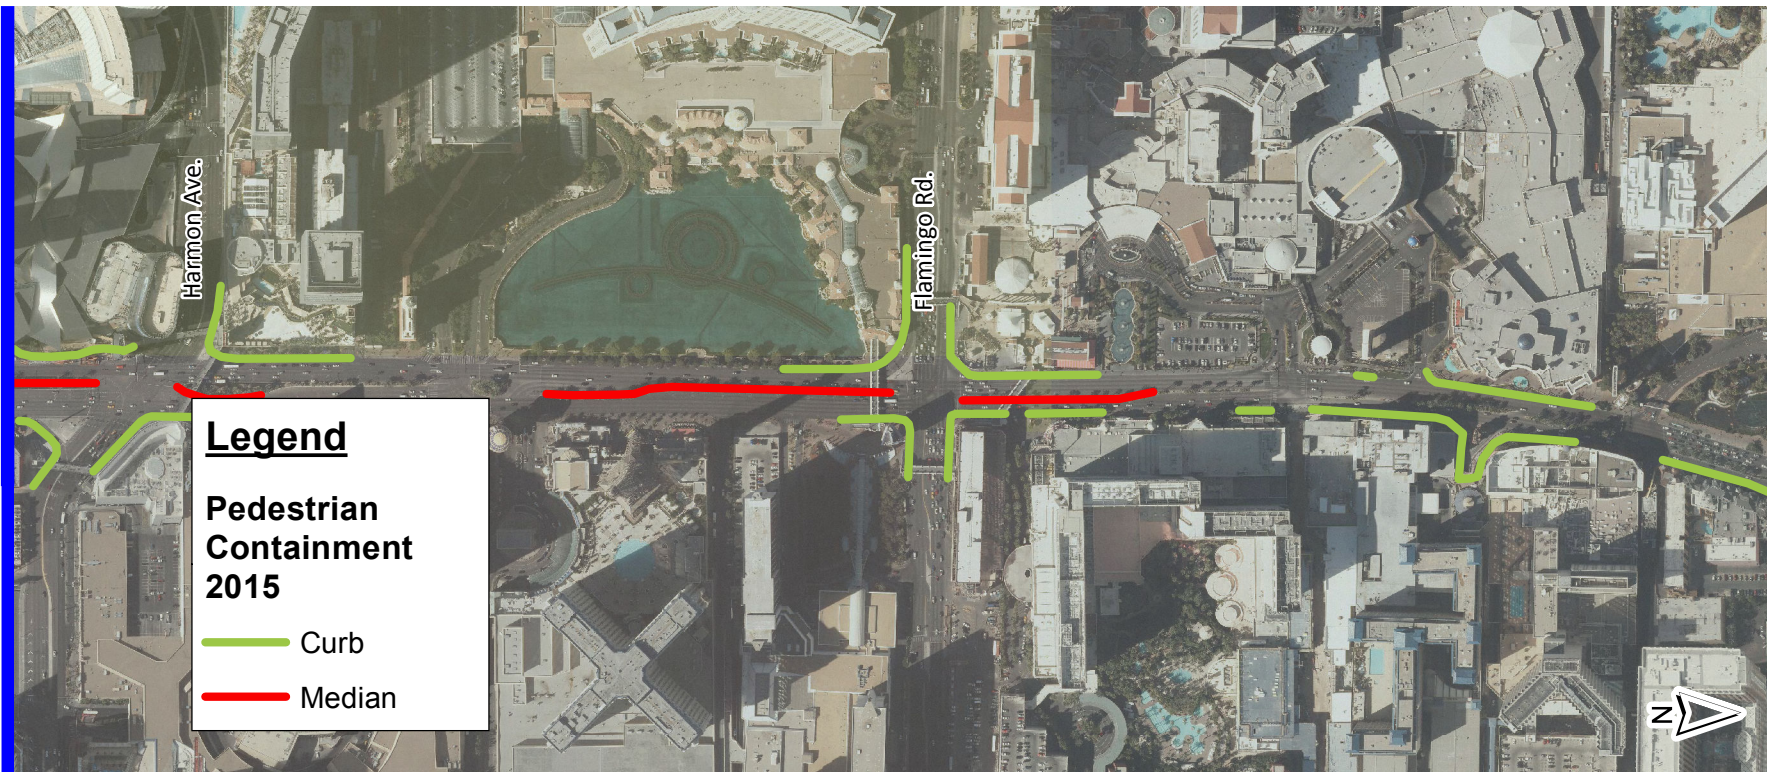 Harmon Ave.
Flamingo Rd.
Legend
Pedestrian
Containment
2015
Curb
Median
N